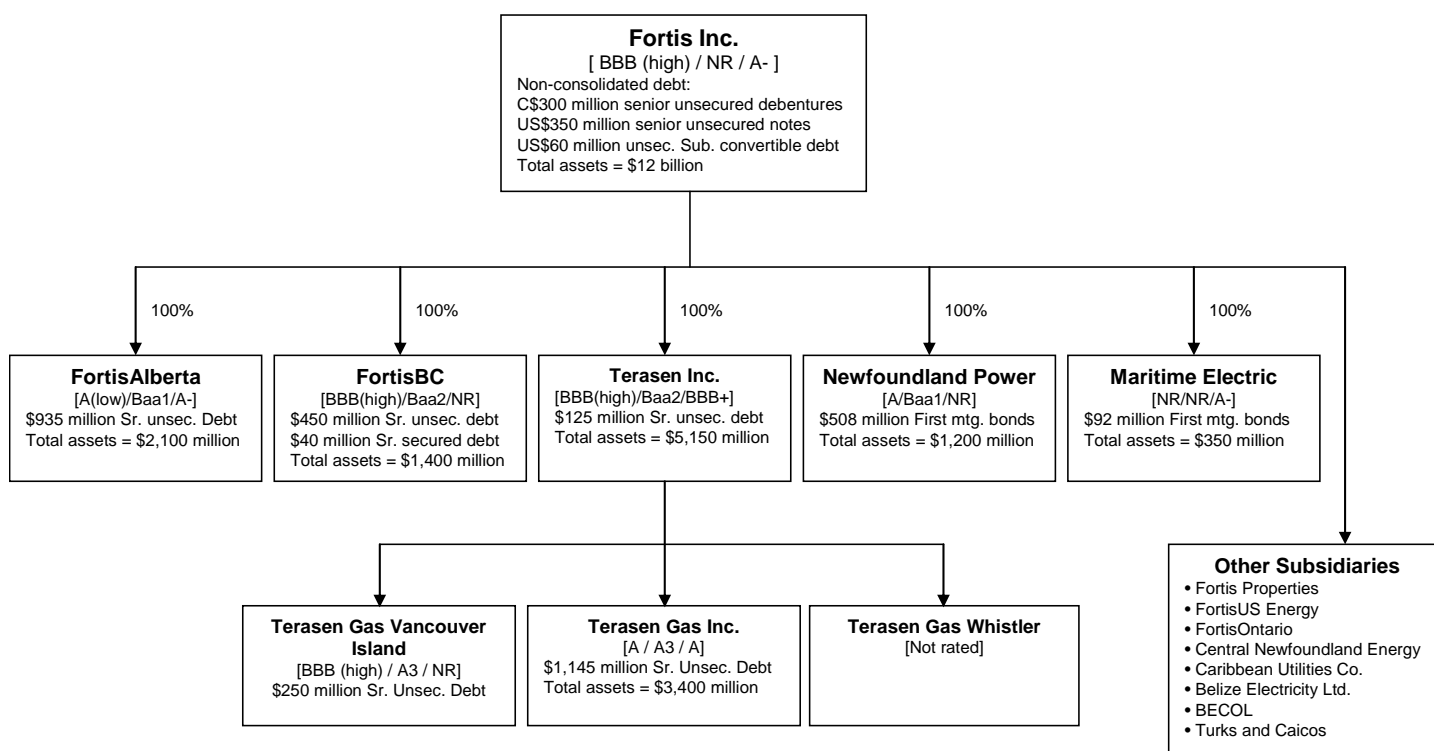 Fortis Inc.
[ BBB (high) / NR / A- ]
Non-consolidated debt:
C$300 million senior unsecured debentures
US$350 million senior unsecured notes
US$60 million unsec. Sub. convertible debt
Total assets = $12 billion
100%
100%
100%
100%
100%
FortisAlberta
[A(low)/Baa1/A-]
$935 million Sr. unsec. Debt
Total assets = $2,100 million
FortisBC
[BBB(high)/Baa2/NR]
$450 million Sr. unsec. debt
$40 million Sr. secured debt
Total assets = $1,400 million
Terasen Inc.
[BBB(high)/Baa2/BBB+]
$125 million Sr. unsec. debt
Total assets = $5,150 million
Newfoundland Power
[A/Baa1/NR]
$508 million First mtg. bonds
Total assets = $1,200 million
Maritime Electric
[NR/NR/A-]
$92 million First mtg. bonds
Total assets = $350 million
Terasen Gas Vancouver
Island
[BBB (high) / A3 / NR]
$250 million Sr. Unsec. Debt
Terasen Gas Inc.
[A / A3 / A]
$1,145 million Sr. Unsec. Debt
Total assets = $3,400 million
Terasen Gas Whistler
[Not rated]
Other Subsidiaries
• Fortis Properties
• FortisUS Energy
• FortisOntario
• Central Newfoundland Energy
• Caribbean Utilities Co.
• Belize Electricity Ltd.
• BECOL
• Turks and Caicos